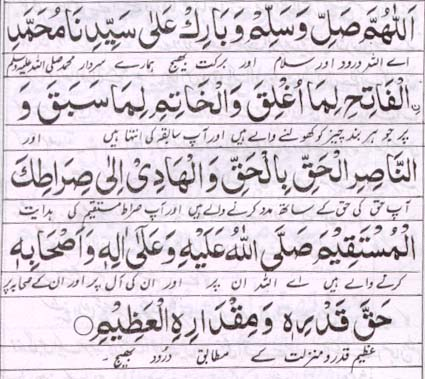 اَللّٰهُمَّ صَلِّ وَسَلِّمْ وَبَارِكْ عَلٰى سَيِّدِنَا مُحَمَّدِ
اے اللہ درود اور سلام اور برکت بھیج ہمارے سردار محمد صلی اللہ علیہ وسلم
الْفَاتِحِ لِمَا اُغْلِقَ وَالْخَاتِمِ لِمَا سَبَقَ وَ
پر جو ہر بند چیز کو کھولنے والے ہیں اور آپ سابقہ کی انتہا ہیں اور
النَّاصِرِ الْحَقِّ بِالْحَقِّ وَالْهَادِىْ اِلٰى صِرَاطِكَ
آپ حق کی حق کے ساتھ مدد کرنے والے ہیں اور آپ صراط مستقیم کی ہدایت
الْمُسْتَقِيْمِ صَلَّى اللّٰهُ عَلَيْهِ وَعَلٰى اٰلِهٖ وَاَصْحَابِهٖ
کرنے والے ہیں اے اللہ ان پر اور ان کی آل پر اور ان کے صحابہ پر
حَقَّ قَدْرِهٖ وَمِقْدَارِهِ الْعَظِيْمِ
عظیم قدر و منزلت کے مطابق درود بھیج ۔